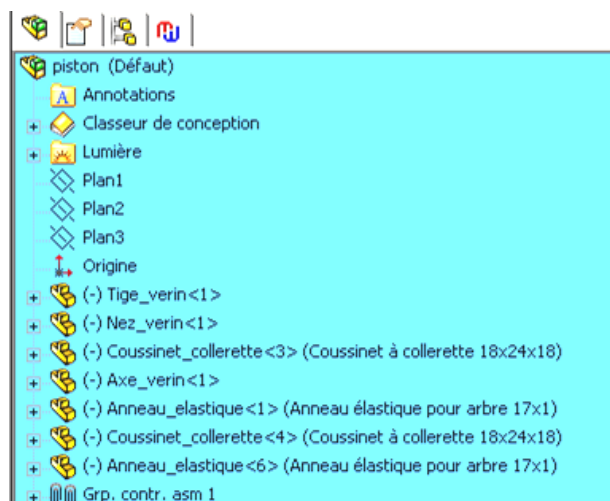 piston (Défaut)
Annotations
Classeur de conception
Lumière
Plan1
Plan2
Plan3
Origine
(-) Tige_verin<1>
(-) Nez_verin<1>
(-) Coussinet_collerette<3> (Coussinet à collerette 18x24x18)
(-) Axe_verin<1>
(-) Anneau_elastique<1> (Anneau élastique pour arbre 17x1)
(-) Coussinet_collerette<4> (Coussinet à collerette 18x24x18)
(-) Anneau_elastique<6> (Anneau élastique pour arbre 17x1)
Grp. contr. asm 1